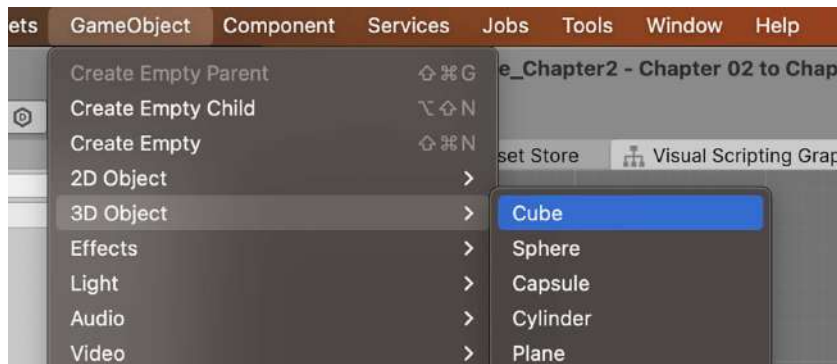 ets GameObject Component Services Jobs Tools Window Help
Create Empty Parent ⇧⌘G
e_Chapter2 - Chapter 02 to Chap
Create Empty Child ⌥⇧N
Create Empty ⇧⌘N
set Store Visual Scripting Grap
2D Object >
3D Object >
Cube
Effects >
Sphere
Light >
Capsule
Audio >
Cylinder
Video >
Plane